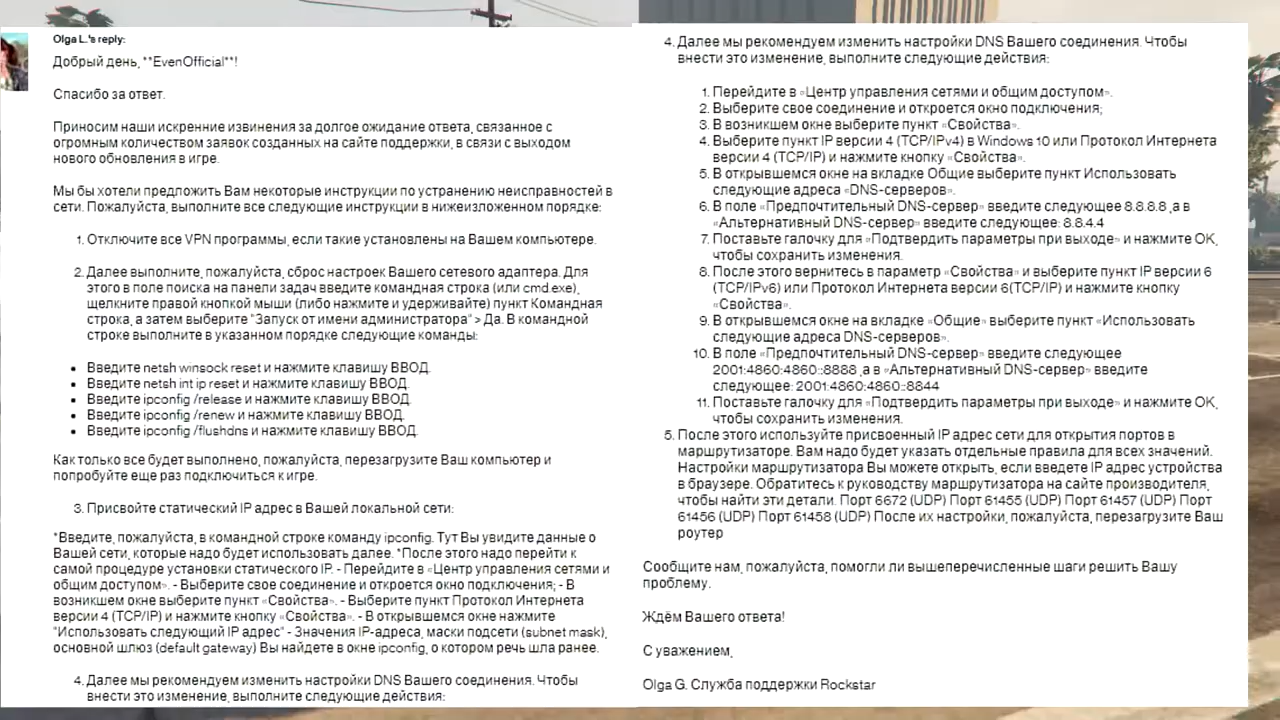 Olga L.'s reply:
Добрый день, **EvenOfficial**!
Спасибо за ответ.
Приносим наши искренние извинения за долгое ожидание ответа, связанное с
огромным количеством заявок созданных на сайте поддержки, в связи с выходом
нового обновления в игре.
Мы бы хотели предложить Вам некоторые инструкции по устранению неисправностей в
сети. Пожалуйста, выполните все следующие инструкции в нижеизложенном порядке:
1. Отключите все VPN программы, если такие установлены на Вашем компьютере.
2. Далее выполните, пожалуйста, сброс настроек Вашего сетевого адаптера. Для
этого в поле поиска на панели задач введите командная строка (или cmd.exe),
щелкните правой кнопкой мыши (либо нажмите и удерживайте) пункт Командная
строка, а затем выберите "Запуск от имени администратора" > Да. В командной
строке выполните в указанном порядке следующие команды:
• Введите netsh winsock reset и нажмите клавишу ВВОД.
• Введите netsh int ip reset и нажмите клавишу ВВОД.
• Введите ipconfig /release и нажмите клавишу ВВОД.
• Введите ipconfig /renew и нажмите клавишу ВВОД.
• Введите ipconfig /flushdns и нажмите клавишу ВВОД.
Как только все будет выполнено, пожалуйста, перезагрузите Ваш компьютер и
попробуйте еще раз подключиться к игре.
3. Присвойте статический IP адрес в Вашей локальной сети:
*Введите, пожалуйста, в командной строке команду ipconfig. Тут Вы увидите данные о
Вашей сети, которые надо будет использовать далее. *После этого надо перейти к
самой процедуре установки статического IP. - Перейдите в «Центр управления сетями и
общим доступом». - Выберите свое соединение и откроется окно подключения; - В
возникшем окне выберите пункт «Свойства». - Выберите пункт Протокол Интернета
версии 4 (TCP/IP) и нажмите кнопку «Свойства». - В открывшемся окне нажмите
"Использовать следующий IP адрес" - Значения IP-адреса, маски подсети (subnet mask),
основной шлюз (default gateway) Вы найдете в окне ipconfig, о котором речь шла ранее.
4. Далее мы рекомендуем изменить настройки DNS Вашего соединения. Чтобы
внести это изменение, выполните следующие действия:
4. Далее мы рекомендуем изменить настройки DNS Вашего соединения. Чтобы
внести это изменение, выполните следующие действия:
1. Перейдите в «Центр управления сетями и общим доступом».
2. Выберите свое соединение и откроется окно подключения;
3. В возникшем окне выберите пункт «Свойства».
4. Выберите пункт IP версии 4 (TCP/IPv4) в Windows 10 или Протокол Интернета
версии 4 (TCP/IP) и нажмите кнопку «Свойства».
5. В открывшемся окне на вкладке Общие выберите пункт Использовать
следующие адреса «DNS-серверов».
6. В поле «Предпочтительный DNS-сервер» введите следующее 8.8.8.8 ,а в
«Альтернативный DNS-сервер» введите следующее: 8.8.4.4
7. Поставьте галочку для «Подтвердить параметры при выходе» и нажмите OK,
чтобы сохранить изменения.
8. После этого вернитесь в параметр «Свойства» и выберите пункт IP версии 6
(TCP/IPv6) или Протокол Интернета версии 6(TCP/IP) и нажмите кнопку
«Свойства».
9. В открывшемся окне на вкладке «Общие» выберите пункт «Использовать
следующие адреса DNS-серверов».
10. В поле «Предпочтительный DNS-сервер» введите следующее
2001:4860:4860::8888 ,а в «Альтернативный DNS-сервер» введите
следующее: 2001:4860:4860::8844
11. Поставьте галочку для «Подтвердить параметры при выходе» и нажмите OK,
чтобы сохранить изменения.
5. После этого используйте присвоенный IP адрес сети для открытия портов в
маршрутизаторе. Вам надо будет указать отдельные правила для всех значений.
Настройки маршрутизатора Вы можете открыть, если введете IP адрес устройства
в браузере. Обратитесь к руководству маршрутизатора на сайте производителя,
чтобы найти эти детали. Порт 6672 (UDP) Порт 61455 (UDP) Порт 61457 (UDP) Порт
61456 (UDP) Порт 61458 (UDP) После их настройки, пожалуйста, перезагрузите Ваш
роутер
Сообщите нам, пожалуйста, помогли ли вышеперечисленные шаги решить Вашу
проблему.
Ждём Вашего ответа!
С уважением,
Olga G. Служба поддержки Rockstar